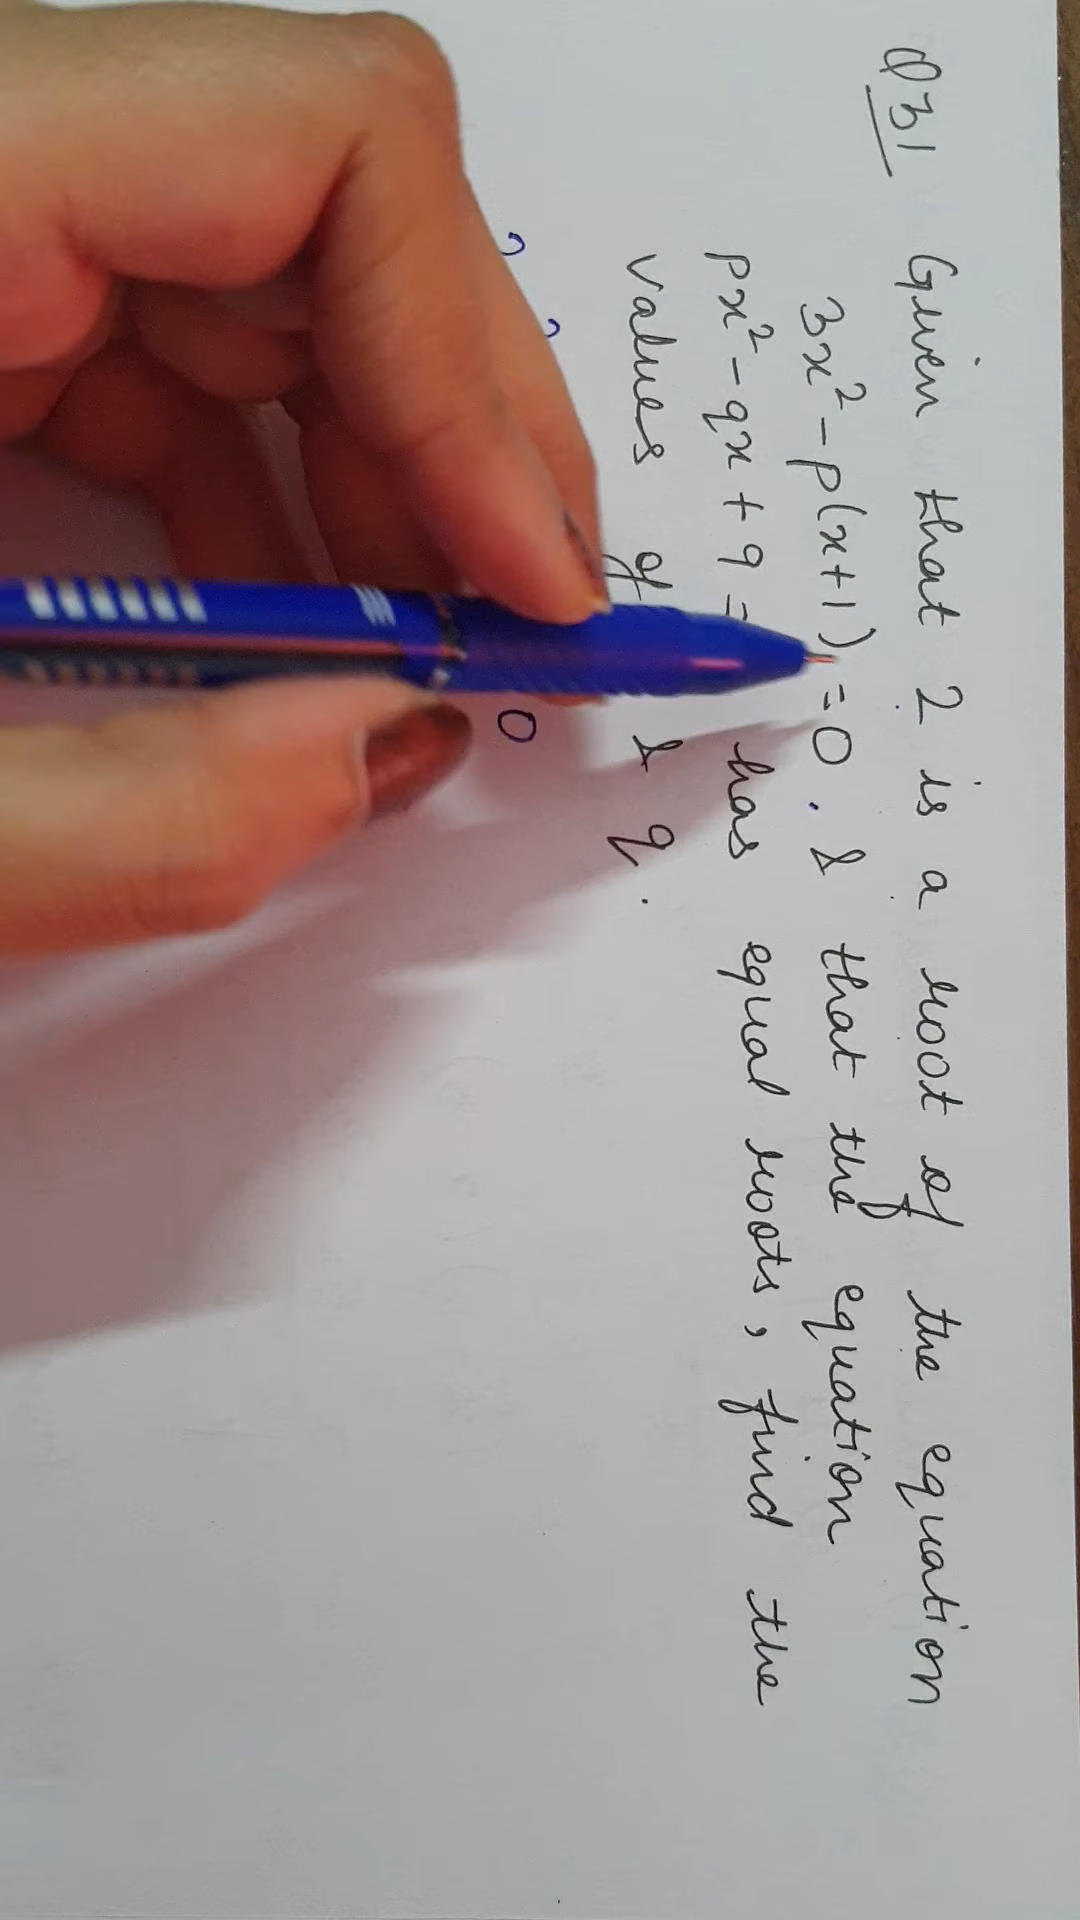 Q31 Given that 2 is a root of the equation
3x² - p(x+1) = 0. & that the equation
px² - qx + 9 = has equal roots, find the
values of & q.
0